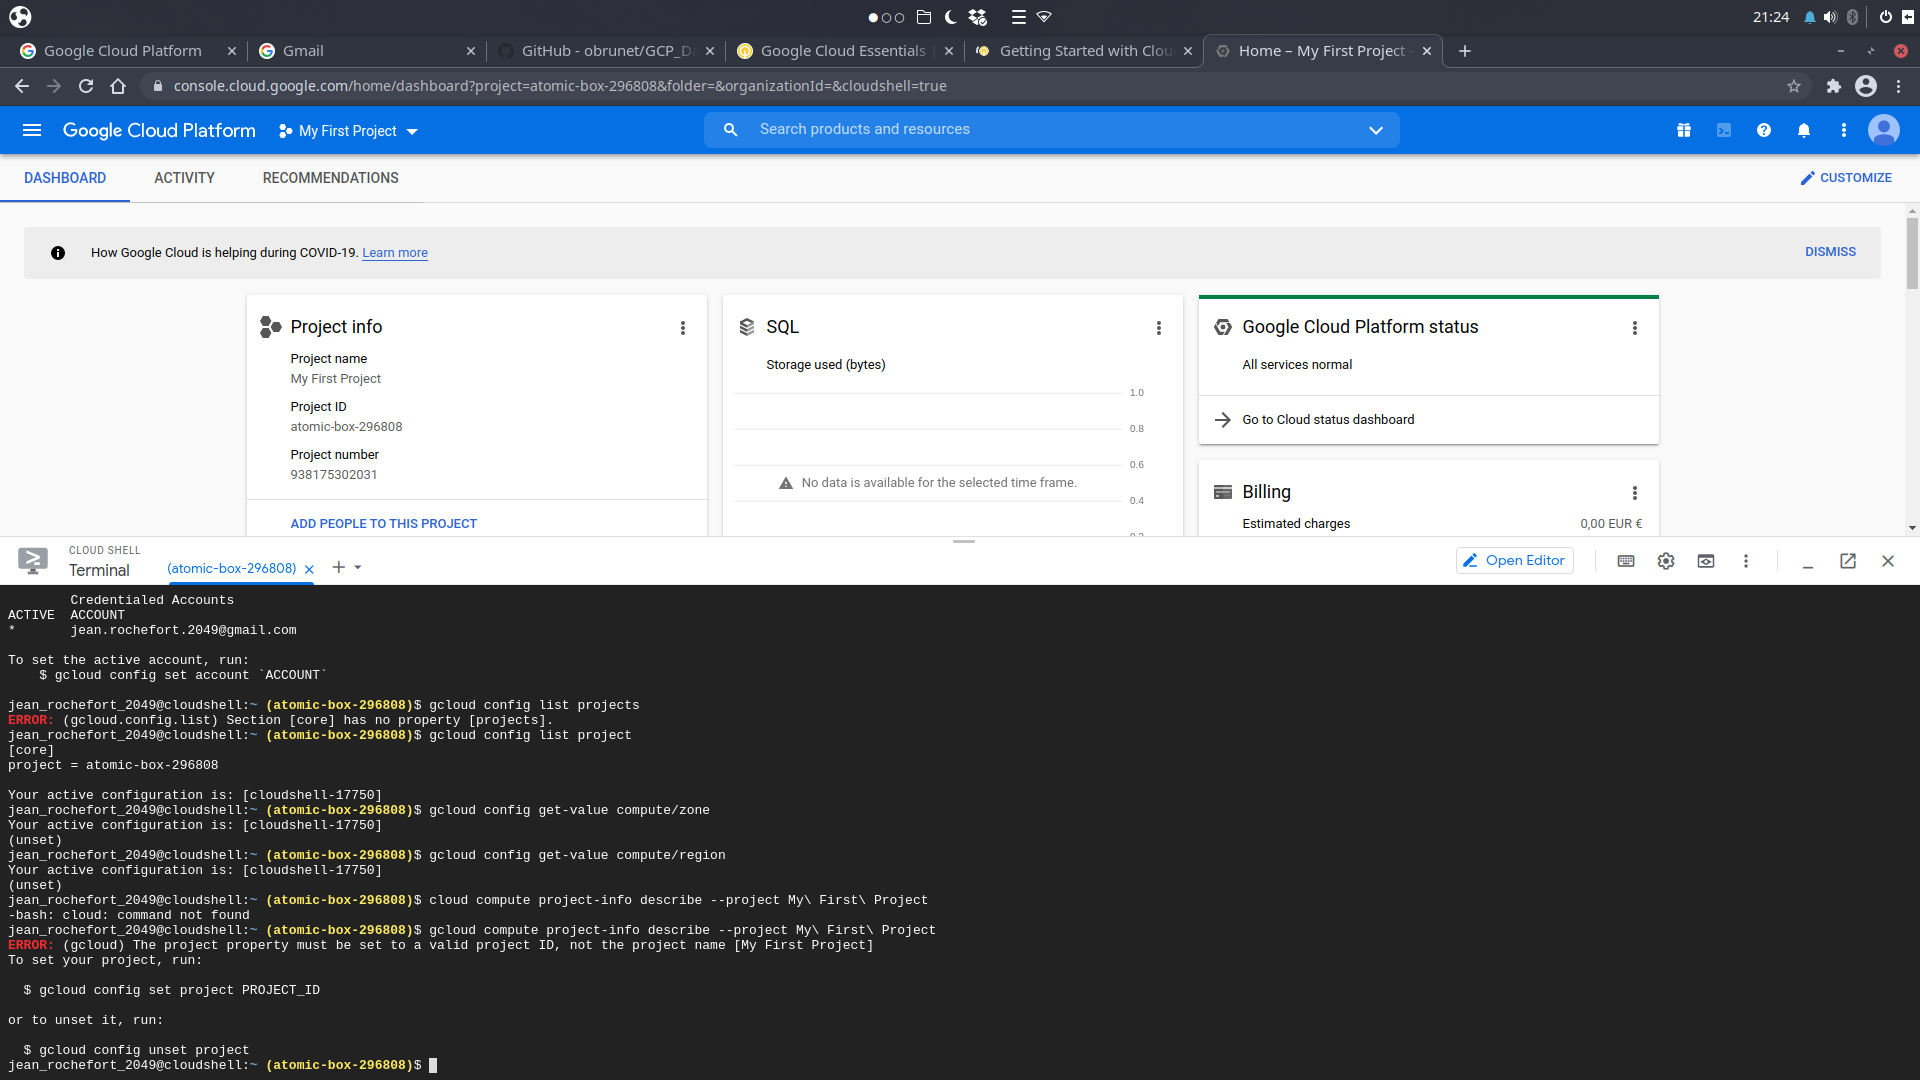 21:24
Google Cloud Platform
Gmail
GitHub - obrunet/GCP_Da
Google Cloud Essentials
Getting Started with Clou
Home – My First Project -
console.cloud.google.com/home/dashboard?project=atomic-box-296808&folder=&organizationId=&cloudshell=true
Google Cloud Platform My First Project
Search products and resources
DASHBOARD ACTIVITY RECOMMENDATIONS
CUSTOMIZE
How Google Cloud is helping during COVID-19. Learn more
DISMISS
Project info
Project name
My First Project
Project ID
atomic-box-296808
Project number
938175302031
ADD PEOPLE TO THIS PROJECT
SQL
Storage used (bytes)
1.0
0.8
0.6
No data is available for the selected time frame.
0.4
Google Cloud Platform status
All services normal
Go to Cloud status dashboard
Billing
Estimated charges 0,00 EUR €
CLOUD SHELL
Terminal
(atomic-box-296808)
Open Editor
Credentialed Accounts
ACTIVE  ACCOUNT
*       jean.rochefort.2049@gmail.com
To set the active account, run:
    $ gcloud config set account `ACCOUNT`
jean_rochefort_2049@cloudshell:~ (atomic-box-296808)$ gcloud config list projects
ERROR: (gcloud.config.list) Section [core] has no property [projects].
jean_rochefort_2049@cloudshell:~ (atomic-box-296808)$ gcloud config list project
[core]
project = atomic-box-296808
Your active configuration is: [cloudshell-17750]
jean_rochefort_2049@cloudshell:~ (atomic-box-296808)$ gcloud config get-value compute/zone
Your active configuration is: [cloudshell-17750]
(unset)
jean_rochefort_2049@cloudshell:~ (atomic-box-296808)$ gcloud config get-value compute/region
Your active configuration is: [cloudshell-17750]
(unset)
jean_rochefort_2049@cloudshell:~ (atomic-box-296808)$ cloud compute project-info describe --project My\ First\ Project
-bash: cloud: command not found
jean_rochefort_2049@cloudshell:~ (atomic-box-296808)$ gcloud compute project-info describe --project My\ First\ Project
ERROR: (gcloud) The project property must be set to a valid project ID, not the project name [My First Project]
To set your project, run:
  $ gcloud config set project PROJECT_ID
or to unset it, run:
  $ gcloud config unset project
jean_rochefort_2049@cloudshell:~ (atomic-box-296808)$